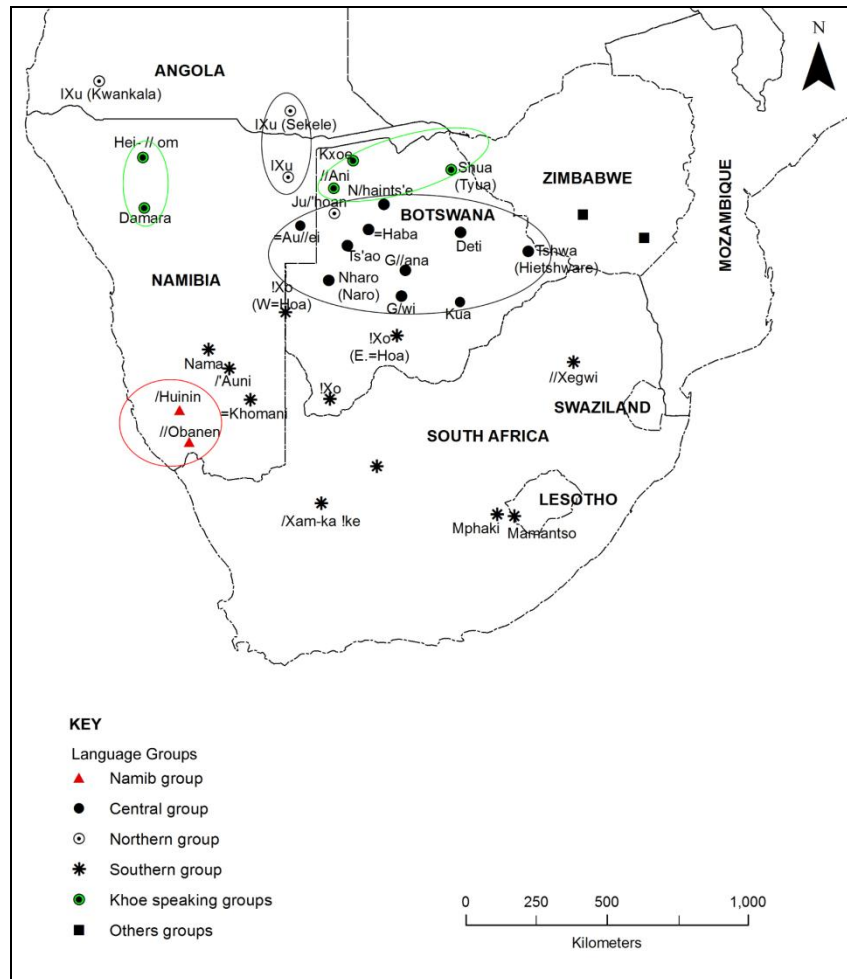 N
ANGOLA
IXu (Kwankala)
IXu (Sekele)
Hei- // om
Kxoe
IXu
//Ani
Shua
(Tyua)
ZIMBABWE
N/haints'e
Ju/'hoan
Damara
BOTSWANA
=Au//ei
=Haba
Deti
Tshwa
(Hietshware)
Ts'ao
G//ana
MOZAMBIQUE
NAMIBIA
!Xo
(W=Hoa)
Nharo
(Naro)
G/wi
Kua
!Xo
(E.=Hoa)
Nama
/'Auni
//Xegwi
/Huinin
=Khomani
!Xo
SWAZILAND
//Obanen
SOUTH AFRICA
LESOTHO
/Xam-ka !ke
Mphaki
Mamantso
KEY
Language Groups
Namib group
Central group
Northern group
Southern group
Khoe speaking groups
Others groups
0 250 500 1,000
Kilometers